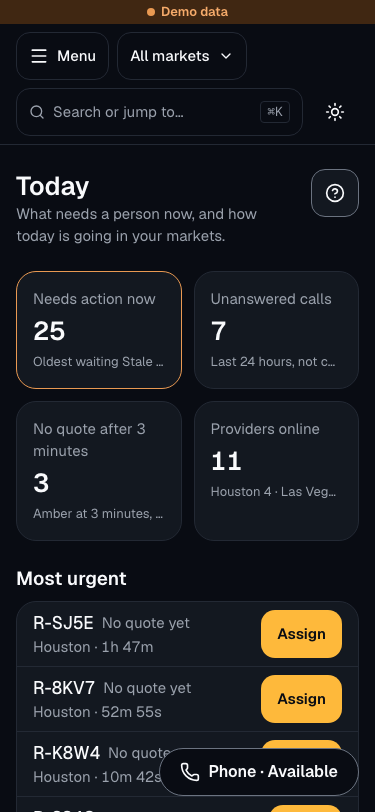 Demo data
Menu
All markets
Search or jump to…
⌘K
Today
What needs a person now, and how
today is going in your markets.
Needs action now
25
Oldest waiting Stale …
Unanswered calls
7
Last 24 hours, not c…
No quote after 3
minutes
3
Amber at 3 minutes, …
Providers online
11
Houston 4 · Las Veg…
Most urgent
R-SJ5E No quote yet
Houston · 1h 47m
Assign
R-8KV7 No quote yet
Houston · 52m 55s
Assign
R-K8W4 No quote
Houston · 10m 42s
Phone · Available